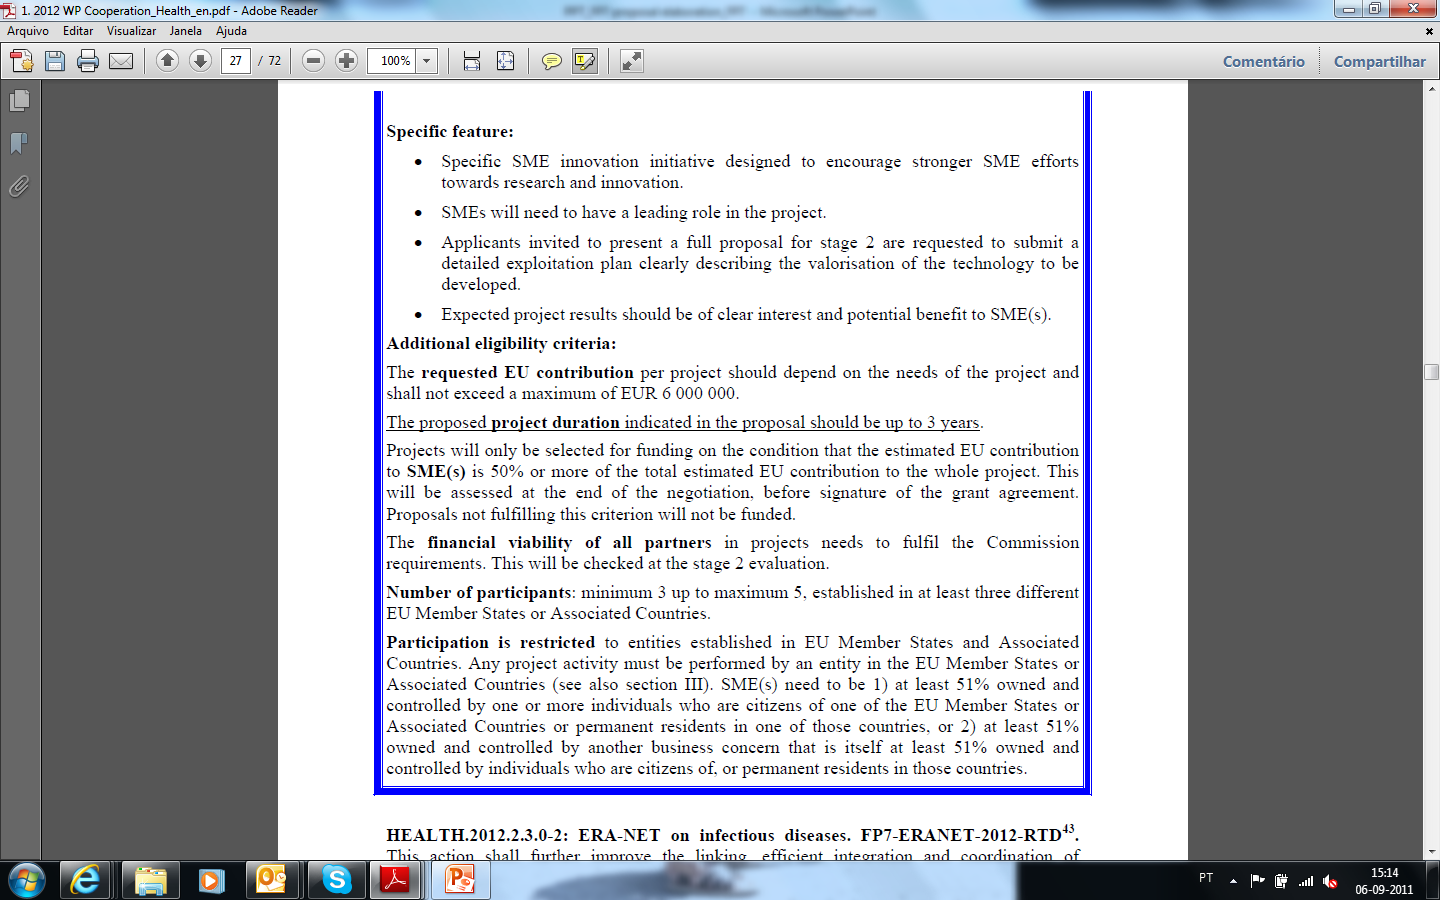 1. 2012 WP Cooperation_Health_en.pdf - Adobe Reader
Arquivo Editar Visualizar Janela Ajuda
27 / 72 100% Comentário Compartilhar
Specific feature:
• Specific SME innovation initiative designed to encourage stronger SME efforts
towards research and innovation.
• SMEs will need to have a leading role in the project.
• Applicants invited to present a full proposal for stage 2 are requested to submit a
detailed exploitation plan clearly describing the valorisation of the technology to be
developed.
• Expected project results should be of clear interest and potential benefit to SME(s).
Additional eligibility criteria:
The requested EU contribution per project should depend on the needs of the project and
shall not exceed a maximum of EUR 6 000 000.
The proposed project duration indicated in the proposal should be up to 3 years.
Projects will only be selected for funding on the condition that the estimated EU contribution
to SME(s) is 50% or more of the total estimated EU contribution to the whole project. This
will be assessed at the end of the negotiation, before signature of the grant agreement.
Proposals not fulfilling this criterion will not be funded.
The financial viability of all partners in projects needs to fulfil the Commission
requirements. This will be checked at the stage 2 evaluation.
Number of participants: minimum 3 up to maximum 5, established in at least three different
EU Member States or Associated Countries.
Participation is restricted to entities established in EU Member States and Associated
Countries. Any project activity must be performed by an entity in the EU Member States or
Associated Countries (see also section III). SME(s) need to be 1) at least 51% owned and
controlled by one or more individuals who are citizens of one of the EU Member States or
Associated Countries or permanent residents in one of those countries, or 2) at least 51%
owned and controlled by another business concern that is itself at least 51% owned and
controlled by individuals who are citizens of, or permanent residents in those countries.
HEALTH.2012.2.3.0-2: ERA-NET on infectious diseases. FP7-ERANET-2012-RTD43.
This action shall further improve the linking, efficient integration and coordination of
PT 15:14
06-09-2011